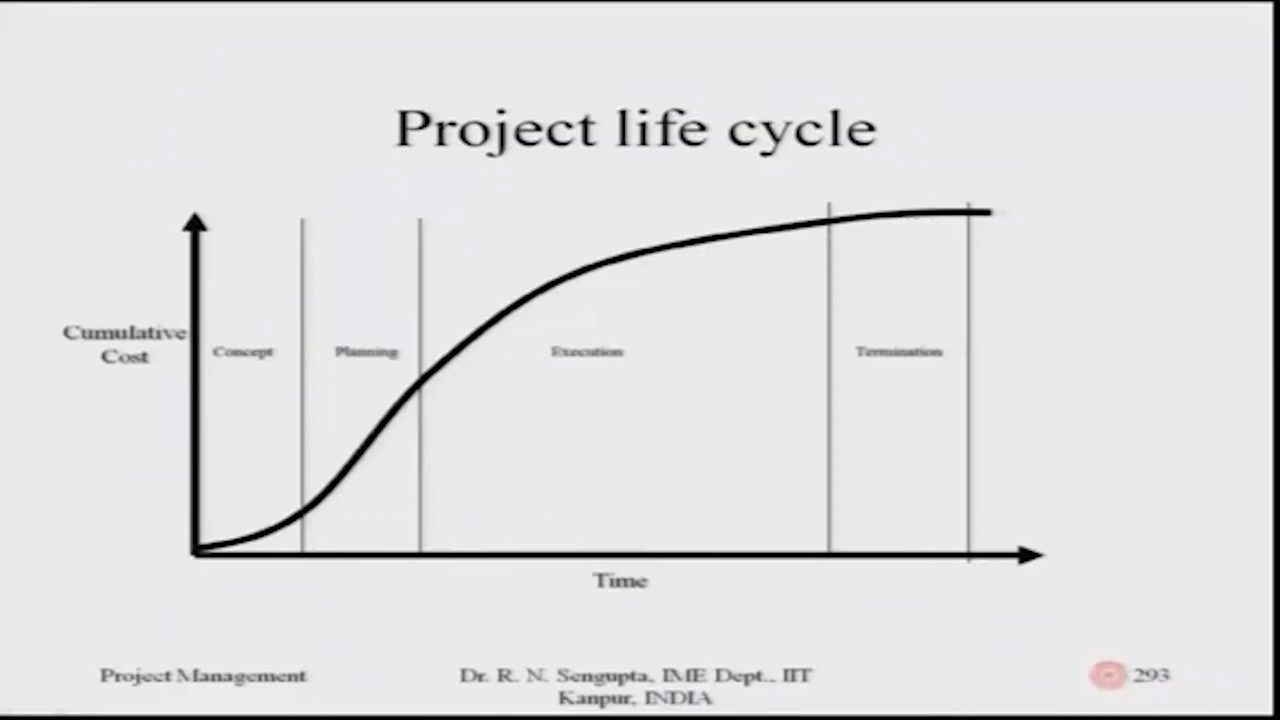 Project life cycle
Cumulative
Cost
Concept
Planning
Execution
Termination
Time
Project Management
Dr. R. N. Sengupta, IME Dept., IIT
Kanpur, INDIA
293